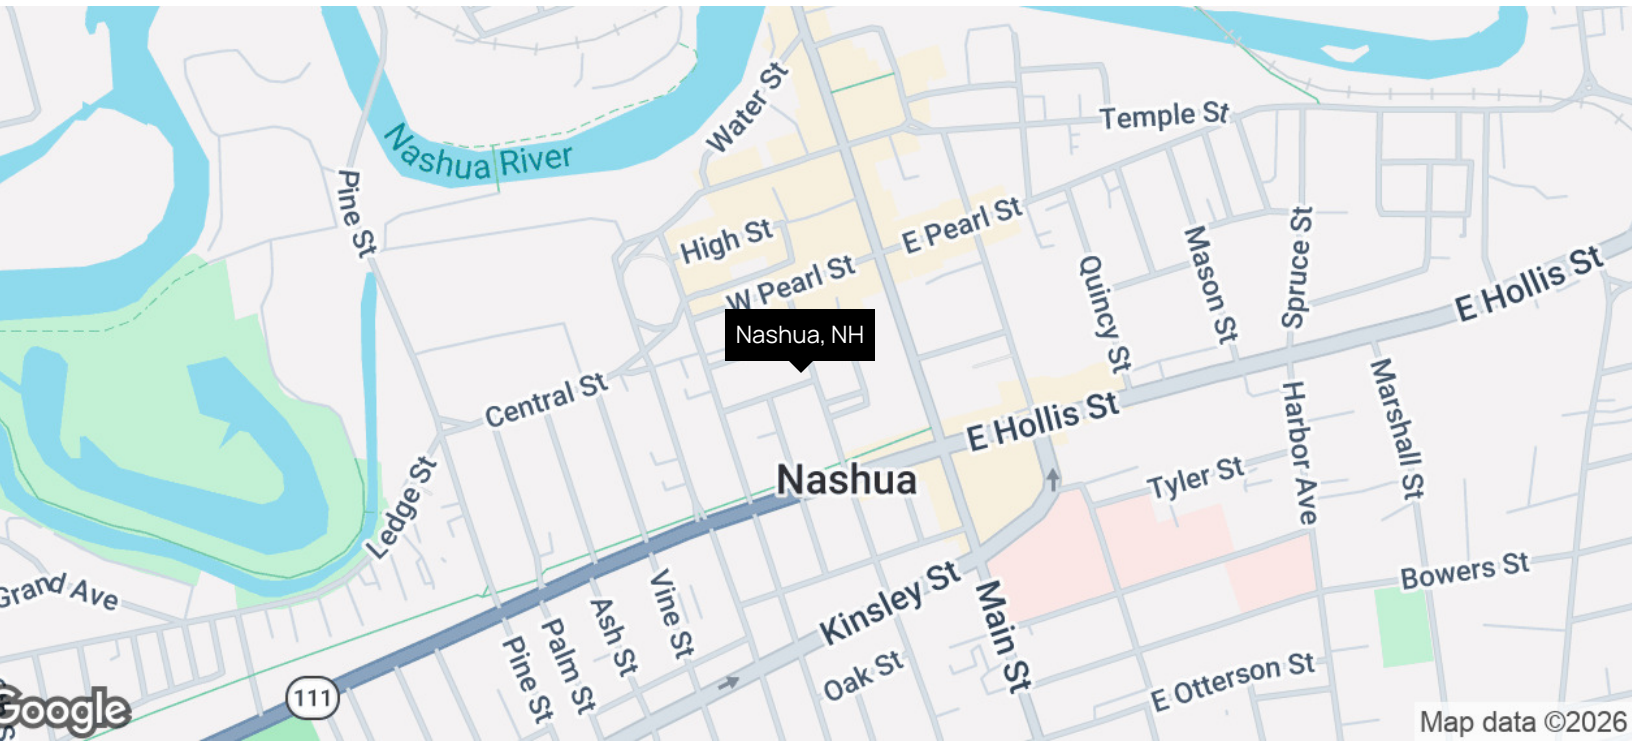 Water St
Temple St
Nashua River
Pine St
High St
E Pearl St
W Pearl St
Quincy St
Mason St
Spruce St
E Hollis St
Nashua, NH
Central St
E Hollis St
Harbor Ave
Marshall St
Nashua
Tyler St
Ledge St
Grand Ave
Vine St
Ash St
Palm St
Pine St
Kinsley St
Main St
Bowers St
Oak St
E Otterson St
111
Google
Map data ©2026